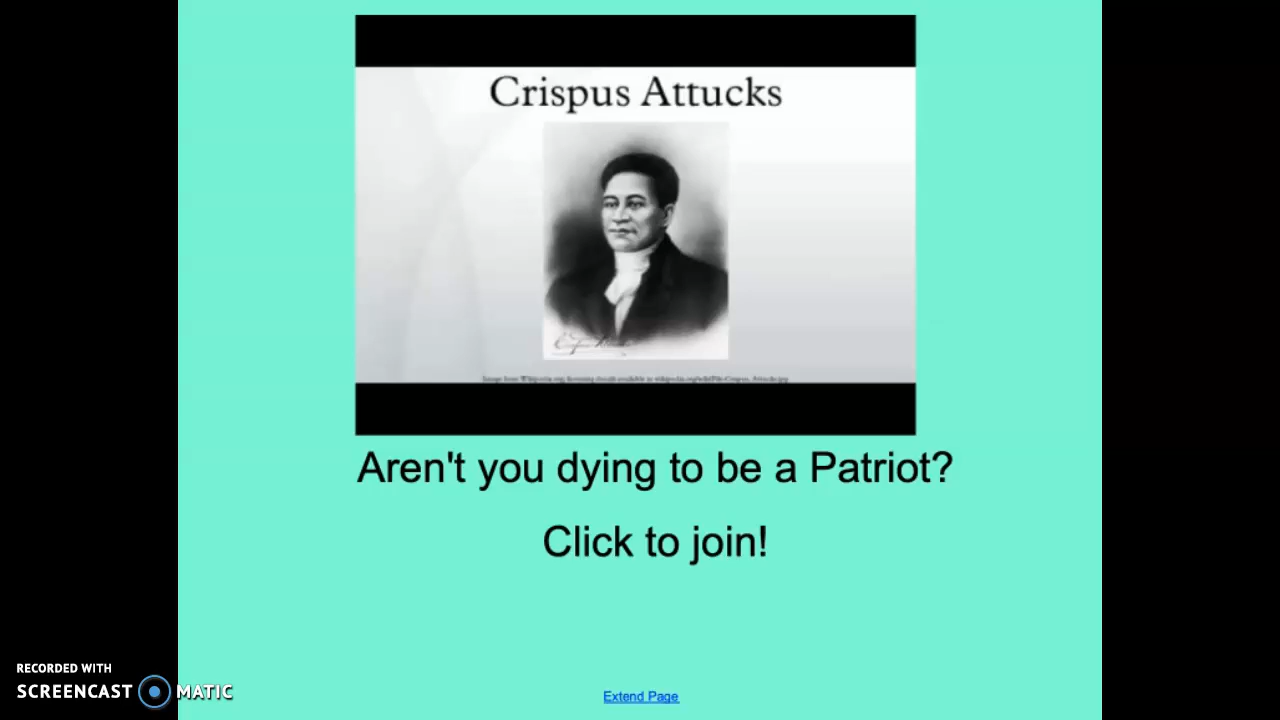 Crispus Attucks
Aren't you dying to be a Patriot?
Click to join!
RECORDED WITH
SCREENCAST MATIC
Extend Page